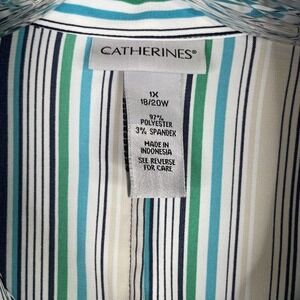 CATHERINES®
1X
18/20W
97%
POLYESTER
3% SPANDEX
MADE IN
INDONESIA
SEE REVERSE
FOR CARE